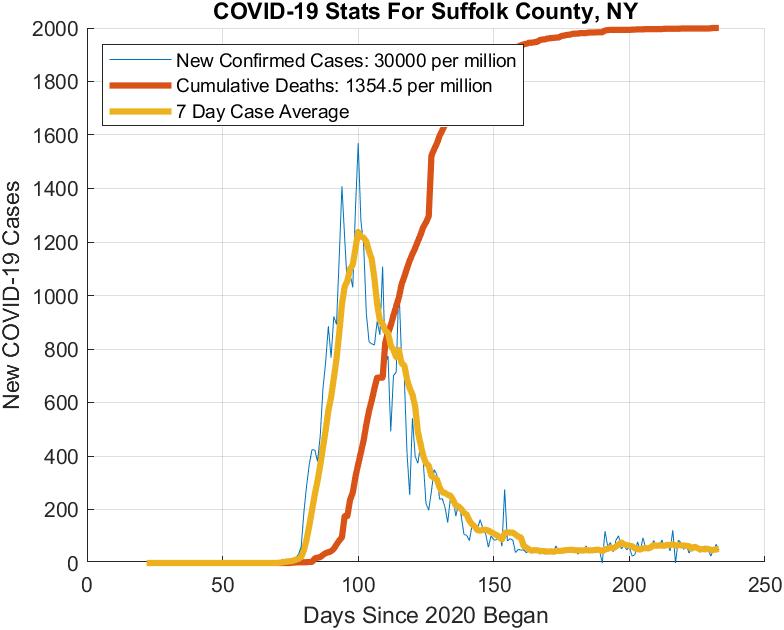 COVID-19 Stats For Suffolk County, NY
2000
1800
1600
1400
1200
1000
800
600
400
200
0
New Confirmed Cases: 30000 per million
Cumulative Deaths: 1354.5 per million
7 Day Case Average
New COVID-19 Cases
0 50 100 150 200 250
Days Since 2020 Began